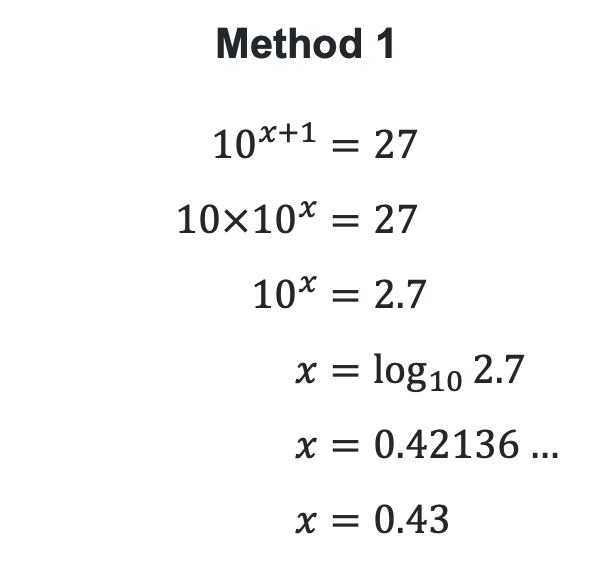 Method 1
10^{x+1} = 27
10×10^x = 27
10^x = 2.7
x = log₁₀ 2.7
x = 0.42136 ...
x = 0.43